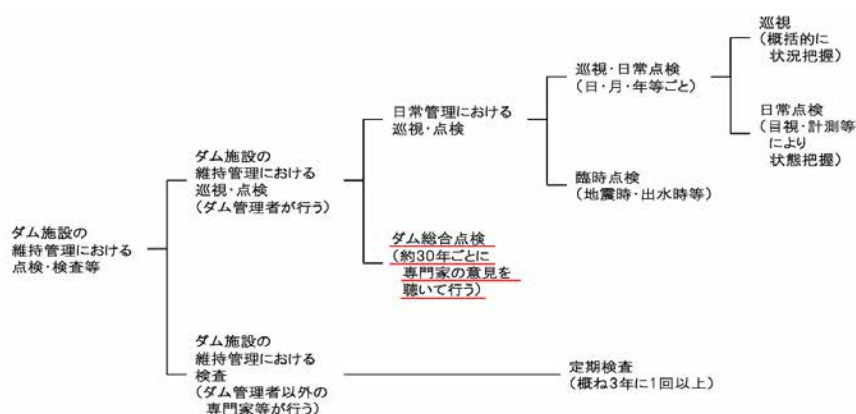 ダム施設の
維持管理における
点検・検査等
ダム施設の
維持管理における
巡視・点検
(ダム管理者が行う)
日常管理における
巡視・点検
巡視・日常点検
(日・月・年等ごと)
巡視
(概括的に
状況把握)
日常点検
(目視・計測等
により
状態把握)
臨時点検
(地震時・出水時等)
ダム総合点検
(約30年ごとに
専門家の意見を
聴いて行う)
ダム施設の
維持管理における
検査
(ダム管理者以外の
専門家等が行う)
定期検査
(概ね3年に1回以上)